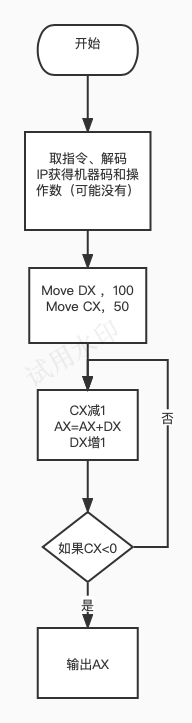 开始
取指令、解码
IP获得机器码和操
作数（可能没有）
Move DX ，100
Move CX，50
试用水印
CX减1
AX=AX+DX
DX增1
否
如果CX<0
是
输出AX